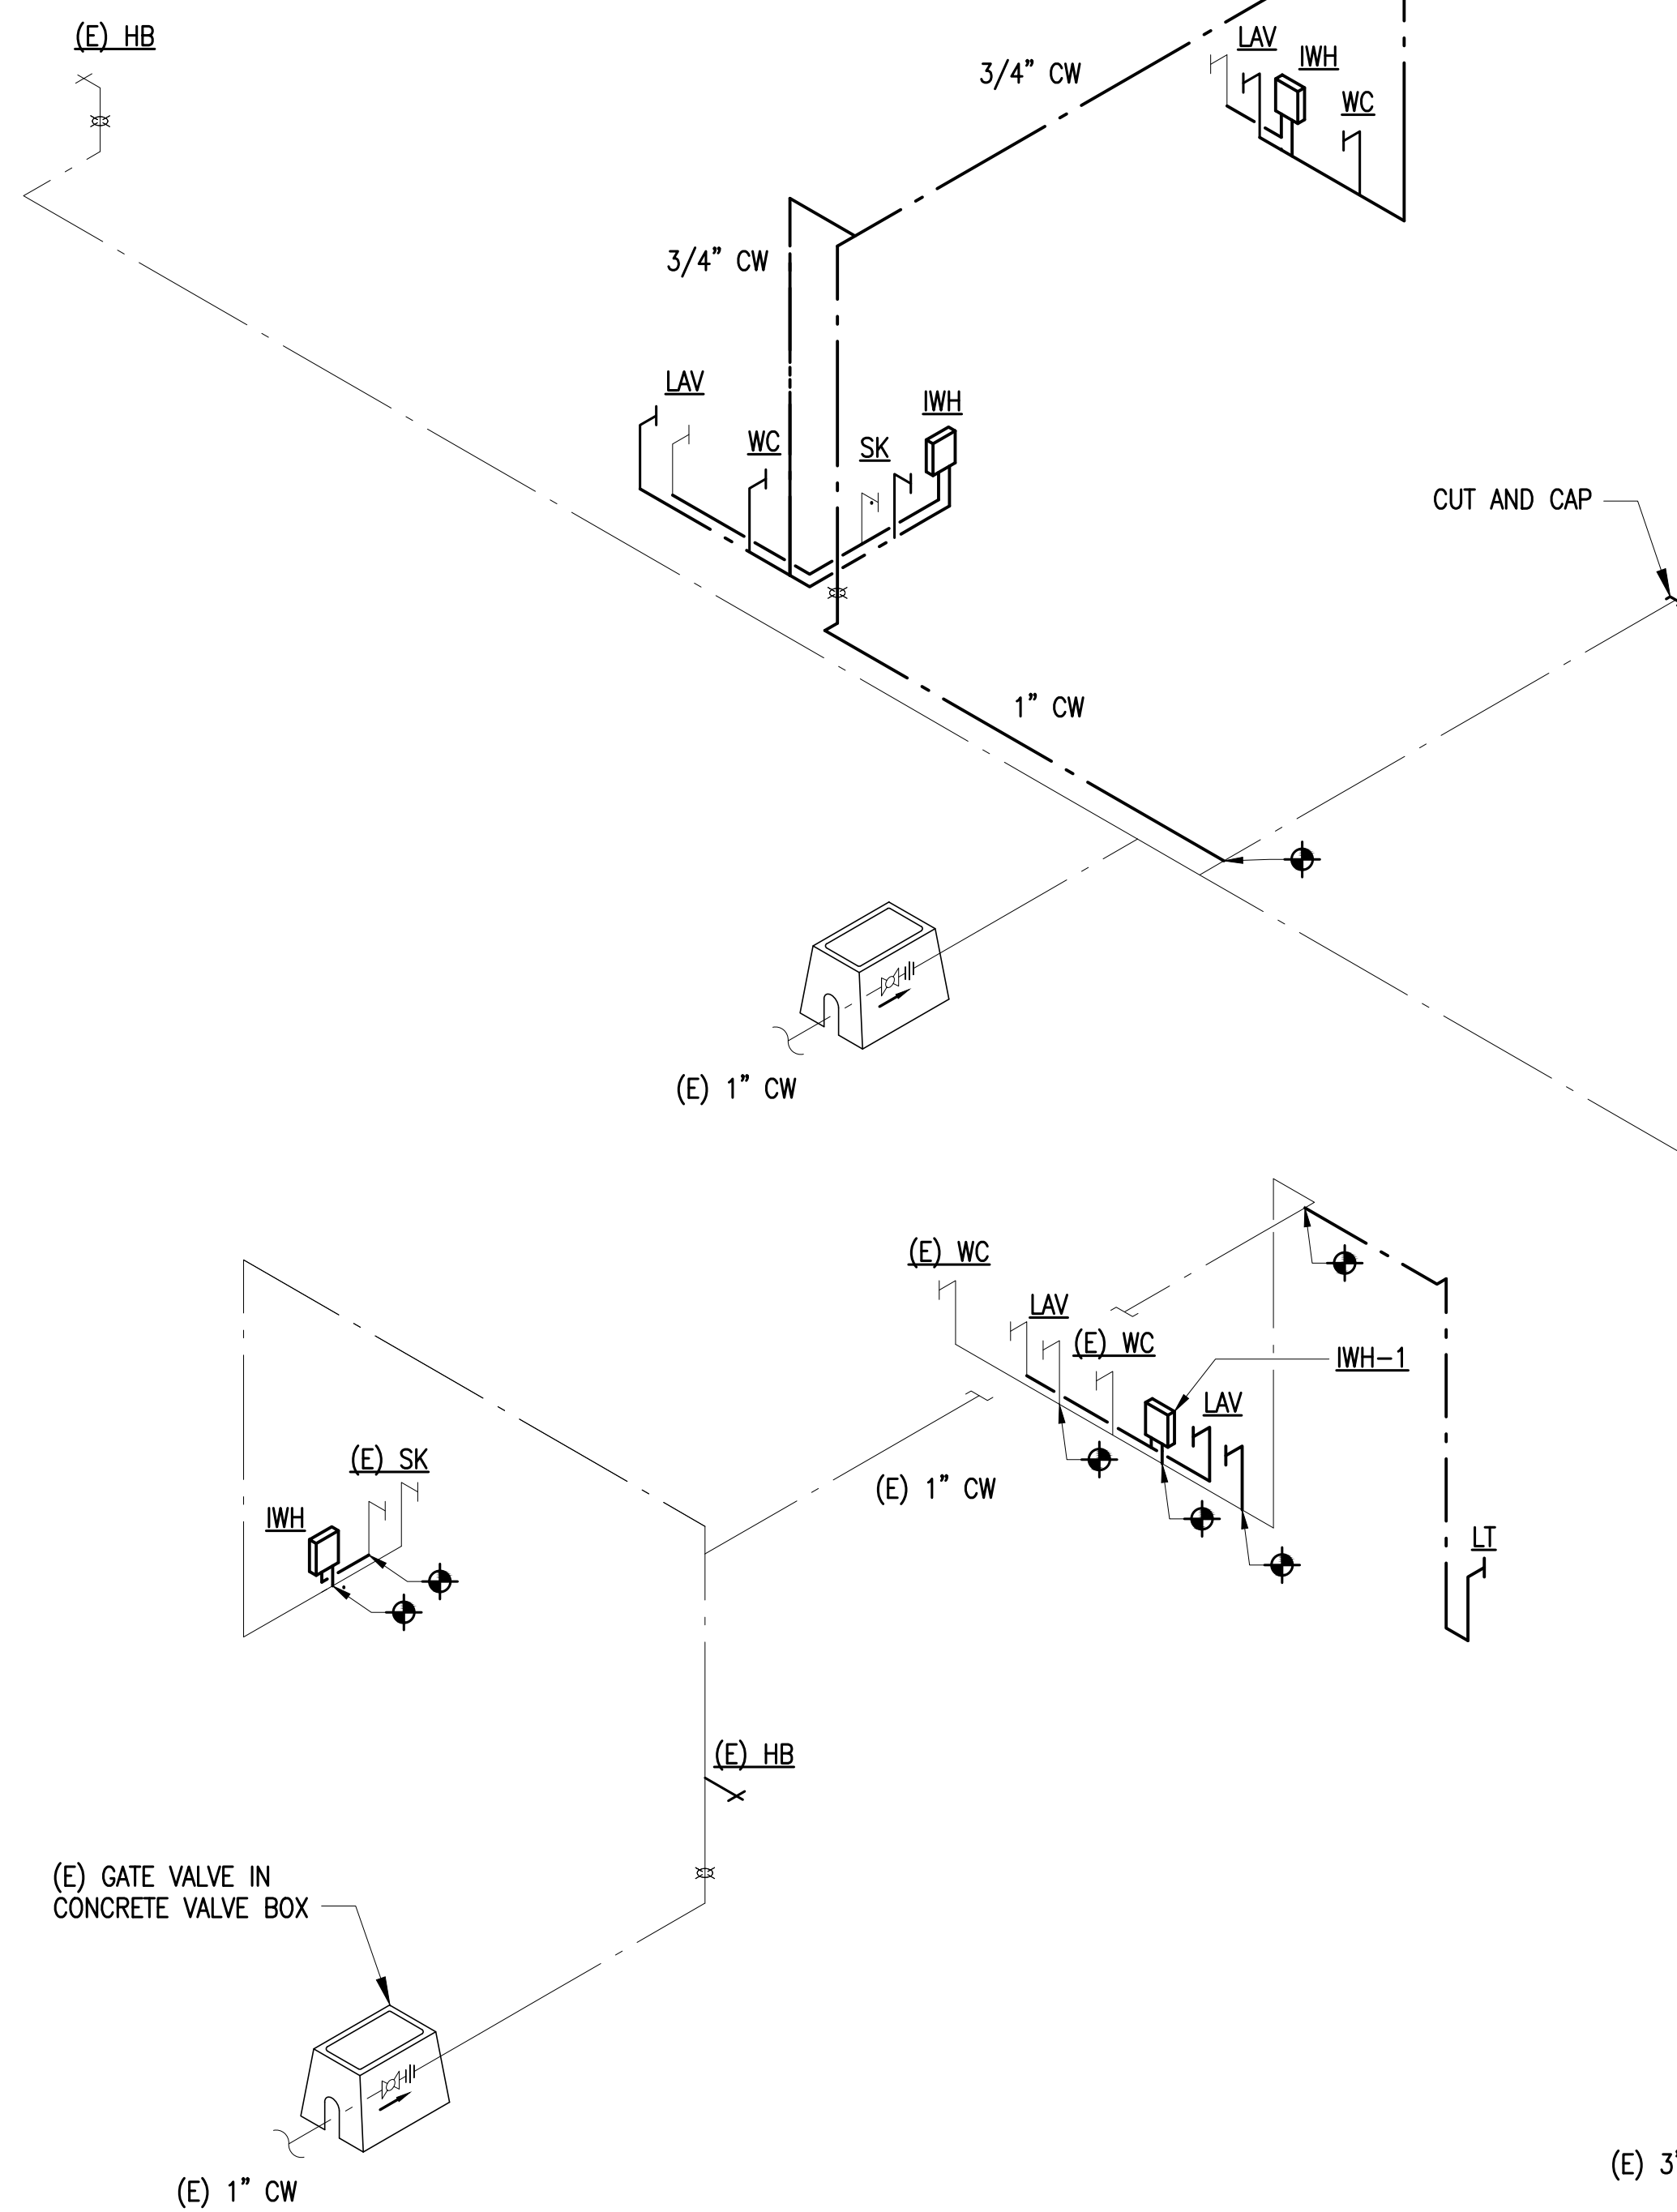 (E) HB
LAV
IWH
3/4" CW
WC
3/4" CW
LAV
IWH
WC
SK
CUT AND CAP
1" CW
(E) 1" CW
(E) WC
LAV
(E) WC
IWH-1
LAV
(E) SK
(E) 1" CW
IWH
LT
(E) HB
(E) GATE VALVE IN
CONCRETE VALVE BOX
(E) 3"
(E) 1" CW